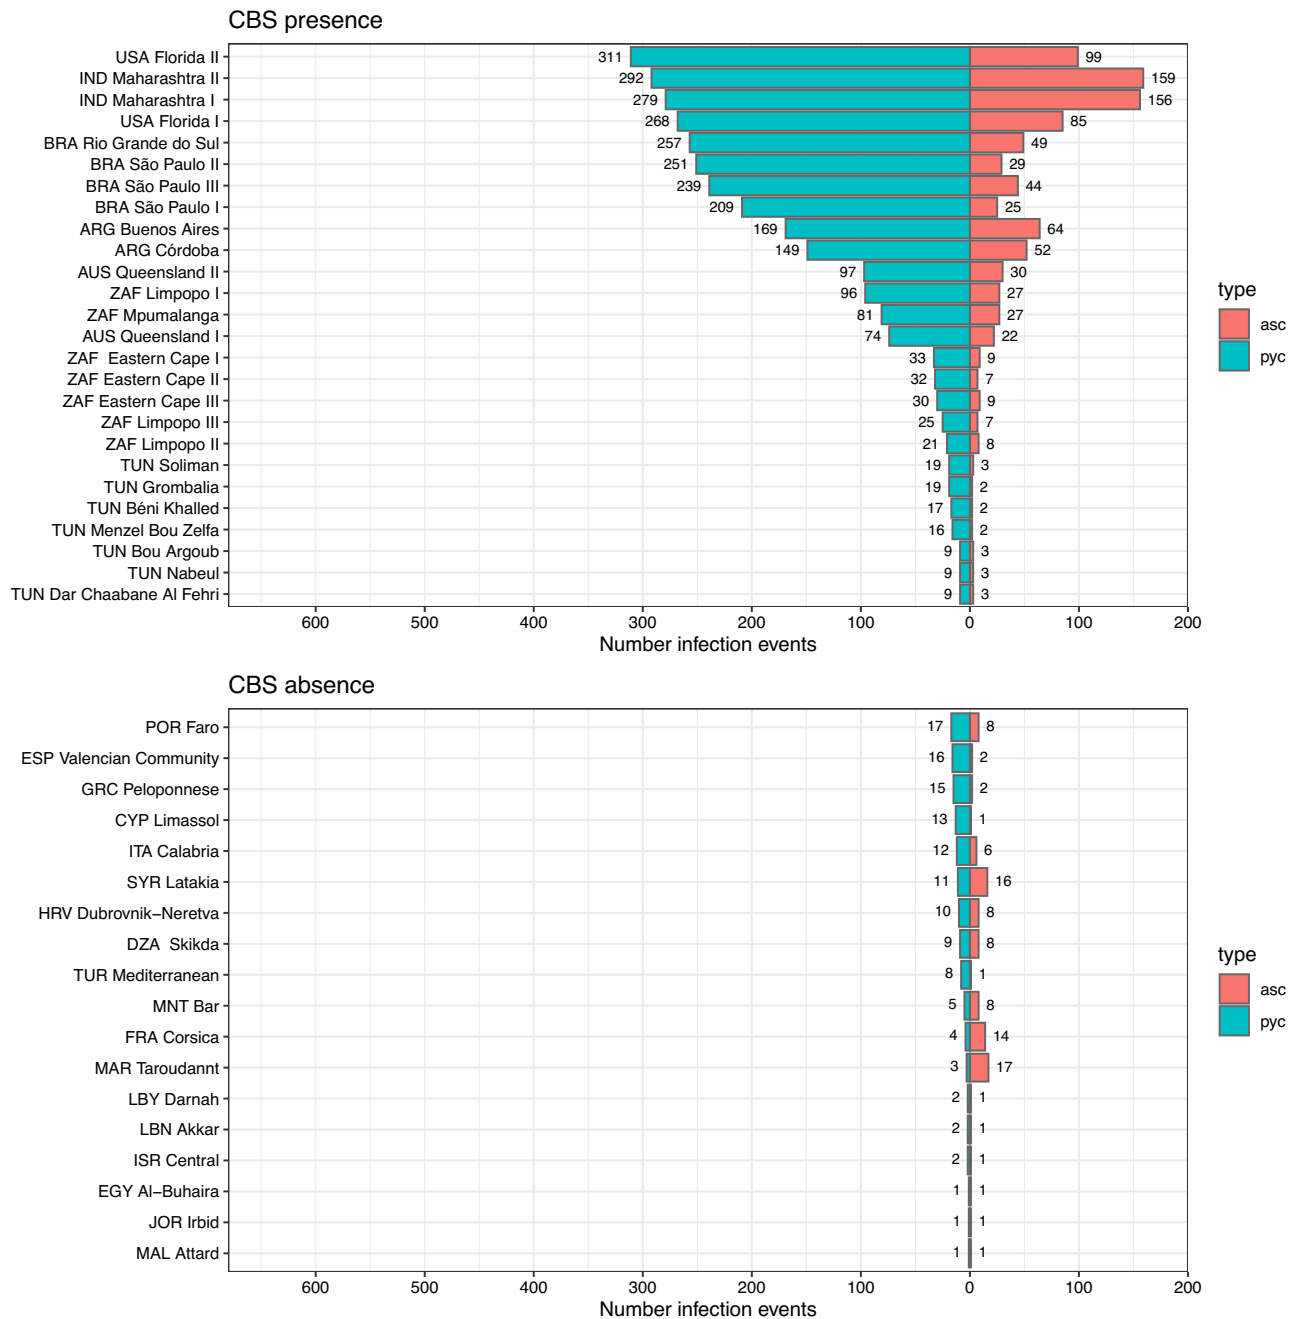 CBS presence
USA Florida II 311 99
IND Maharashtra II 292 159
IND Maharashtra I 279 156
USA Florida I 268 85
BRA Rio Grande do Sul 257 49
BRA São Paulo II 251 29
BRA São Paulo III 239 44
BRA São Paulo I 209 25
ARG Buenos Aires 169 64
ARG Córdoba 149 52
AUS Queensland II 97 30
ZAF Limpopo I 96 27
ZAF Mpumalanga 81 27
AUS Queensland I 74 22
ZAF  Eastern Cape I 33 9
ZAF Eastern Cape II 32 7
ZAF Eastern Cape III 30 9
ZAF Limpopo III 25 7
ZAF Limpopo II 21 8
TUN Soliman 19 3
TUN Grombalia 19 2
TUN Béni Khalled 17 2
TUN Menzel Bou Zelfa 16 2
TUN Bou Argoub 9 3
TUN Nabeul 9 3
TUN Dar Chaabane Al Fehri 9 3
600 500 400 300 200 100 0 100 200
Number infection events
type
asc
pyc
CBS absence
POR Faro 17 8
ESP Valencian Community 16 2
GRC Peloponnese 15 2
CYP Limassol 13 1
ITA Calabria 12 6
SYR Latakia 11 16
HRV Dubrovnik−Neretva 10 8
DZA  Skikda 9 8
TUR Mediterranean 8 1
MNT Bar 5 8
FRA Corsica 4 14
MAR Taroudannt 3 17
LBY Darnah 2 1
LBN Akkar 2 1
ISR Central 2 1
EGY Al−Buhaira 1 1
JOR Irbid 1 1
MAL Attard 1 1
600 500 400 300 200 100 0 100 200
Number infection events
type
asc
pyc